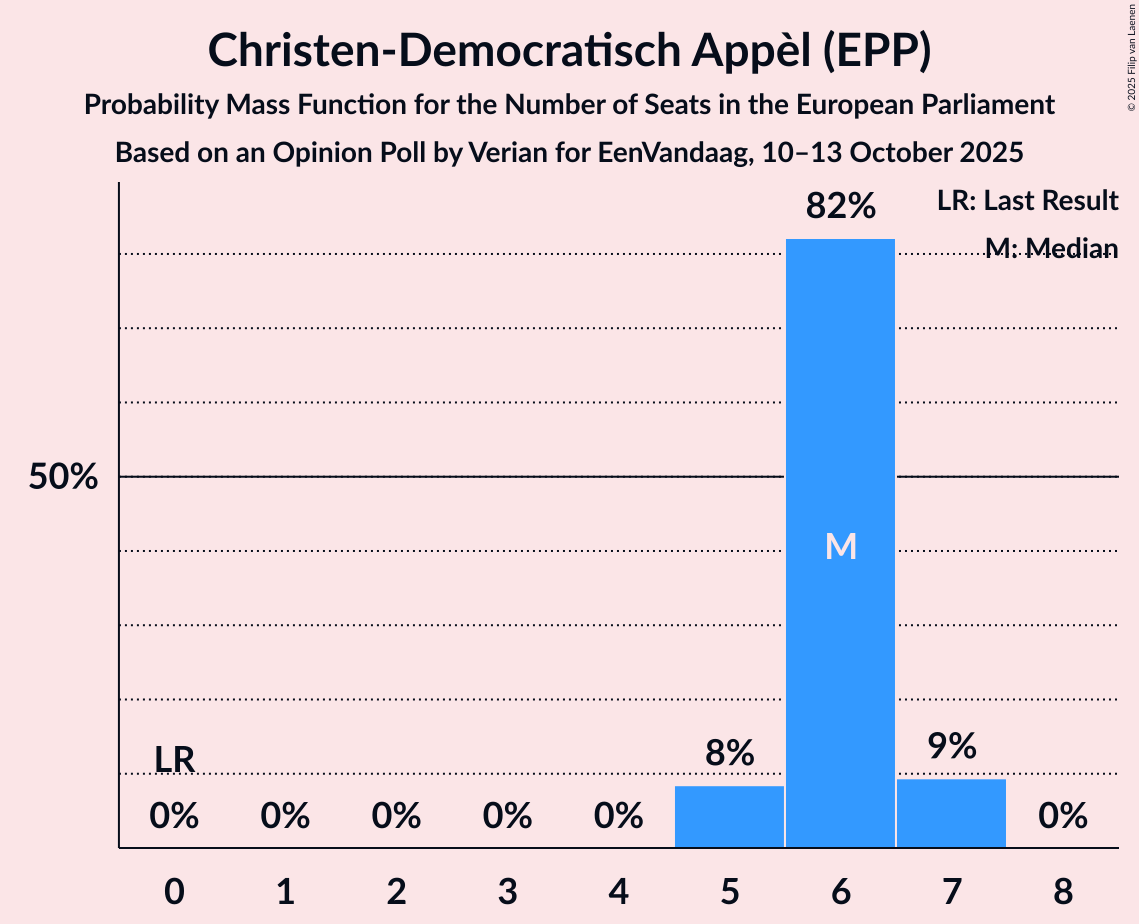 Christen-Democratisch Appèl (EPP)
Probability Mass Function for the Number of Seats in the European Parliament
Based on an Opinion Poll by Verian for EenVandaag, 10–13 October 2025
© 2025 Filip van Laenen
LR: Last Result
M: Median
82%
50%
M
LR
8%
9%
0% 0% 0% 0% 0% 0%
0 1 2 3 4 5 6 7 8